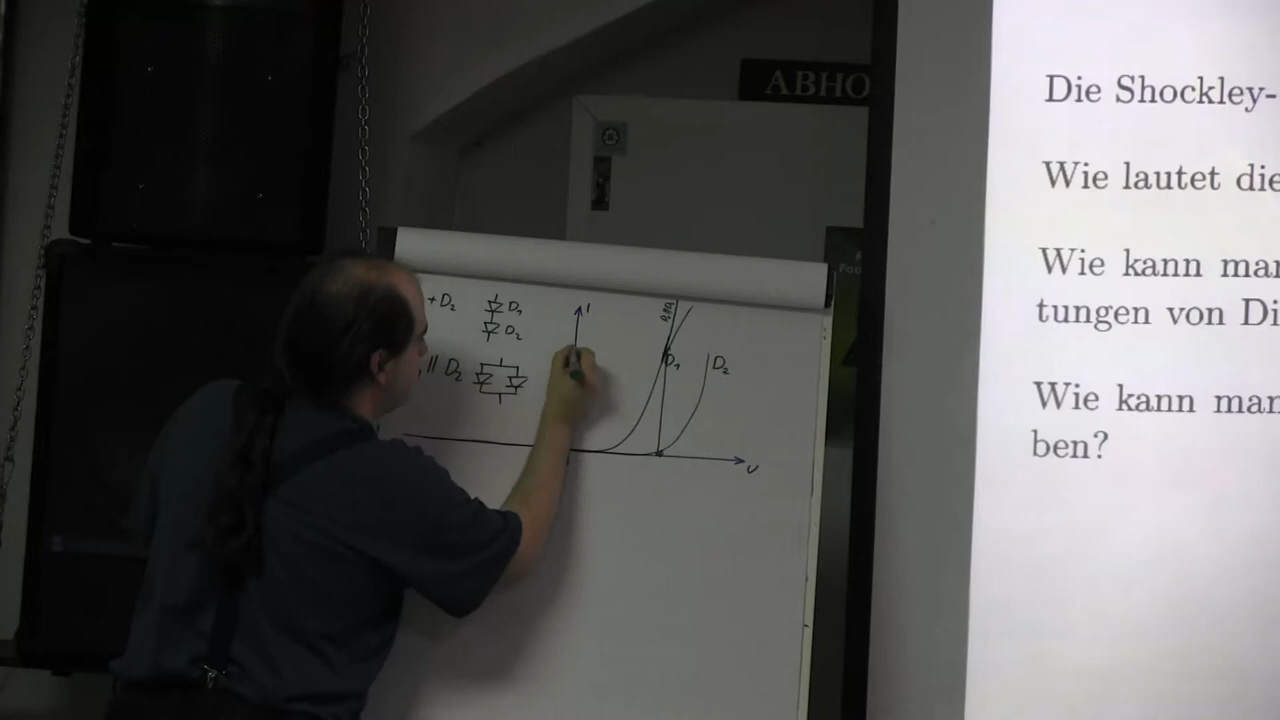 ABHO
Die Shockley-
Wie lautet die
Wie kann man
tungen von Di
Wie kann man
ben?
+D₂
D₁
D₂
|| D₂
I
D₁
D₂
U